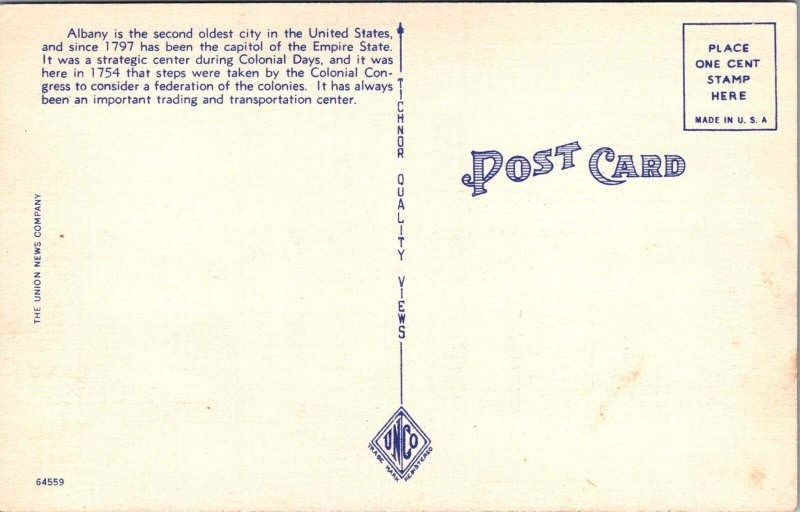 Albany is the second oldest city in the United States,
and since 1797 has been the capitol of the Empire State.
It was a strategic center during Colonial Days, and it was
here in 1754 that steps were taken by the Colonial Con-
gress to consider a federation of the colonies. It has always
been an important trading and transportation center.
THE UNION NEWS COMPANY
64559
TICHNOR QUALITY VIEWS
UNCO
TRADE MARK REGISTERED
POST CARD
PLACE
ONE CENT
STAMP
HERE
MADE IN U. S. A